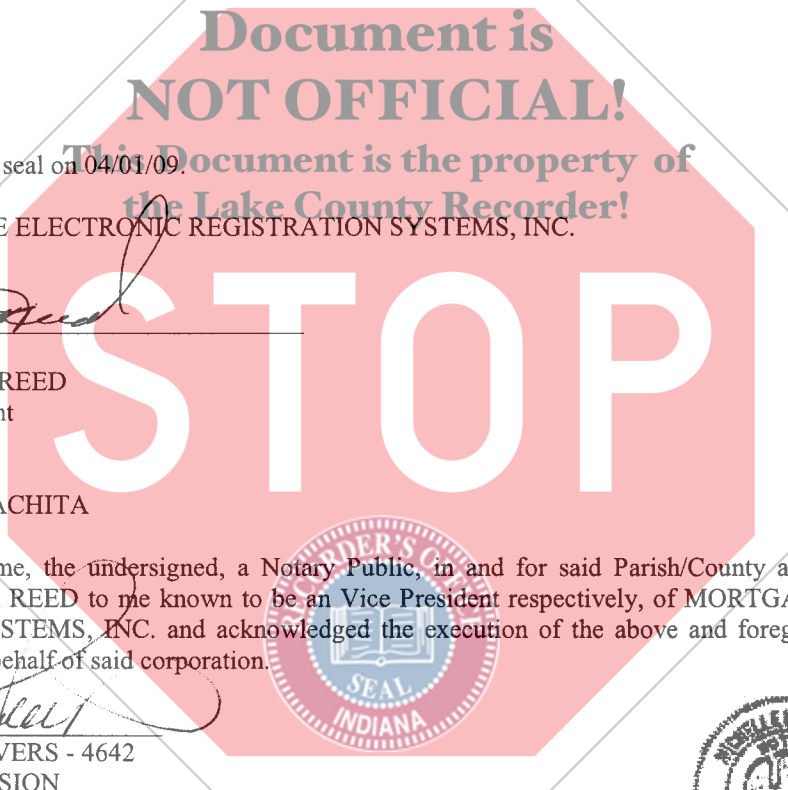 Document is
NOT OFFICIAL!
This Document is the property of
the Lake County Recorder!
seal on 04/01/09.
E ELECTRONIC REGISTRATION SYSTEMS, INC.
STOP
REED
nt
ACHITA
me, the undersigned, a Notary Public, in and for said Parish/County a
REED to me known to be an Vice President respectively, of MORTGA
STEMS, INC. and acknowledged the execution of the above and foreg
ehalf of said corporation.
RECORDER'S OFFICE
SEAL
INDIANA
VERS - 4642
SION
MICHELLE